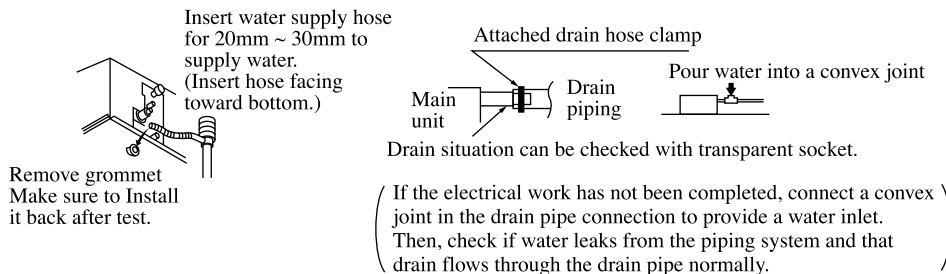 Insert water supply hose
for 20mm ~ 30mm to
supply water.
(Insert hose facing
toward bottom.)
Remove grommet
Make sure to Install
it back after test.
Attached drain hose clamp
Main
unit
Drain
piping
Pour water into a convex joint
Drain situation can be checked with transparent socket.
If the electrical work has not been completed, connect a convex
joint in the drain pipe connection to provide a water inlet.
Then, check if water leaks from the piping system and that
drain flows through the drain pipe normally.